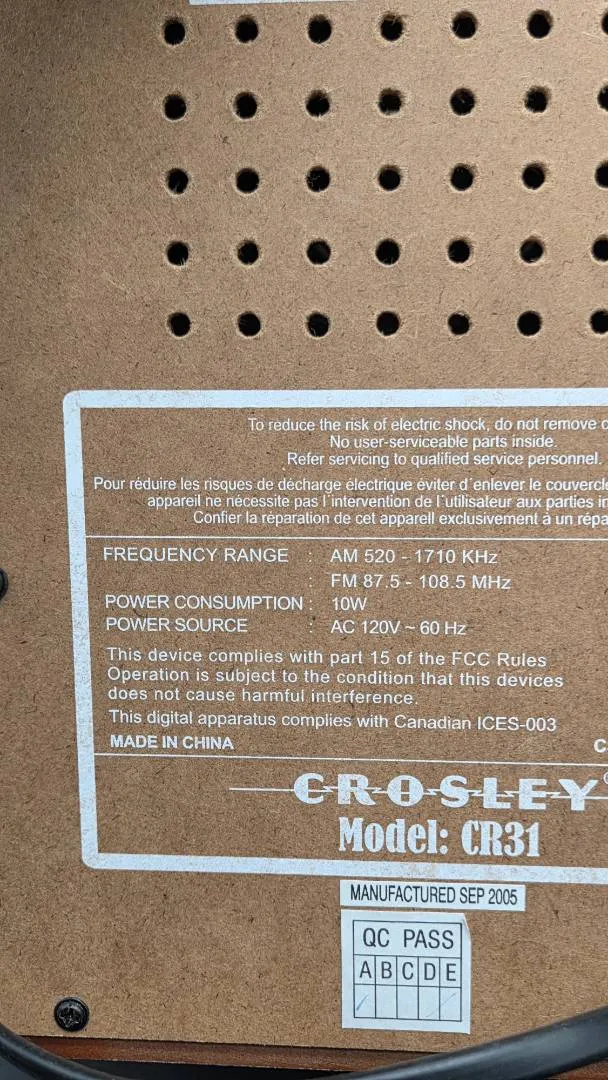 To reduce the risk of electric shock, do not remove
No user-serviceable parts inside.
Refer servicing to qualified service personnel.
Pour réduire les risques de décharge électrique éviter d'enlever le couvercle
appareil ne nécessite pas l'intervention de l'utilisateur aux parties
Confier la réparation de cet appareil exclusivement à un
FREQUENCY RANGE : AM 520 - 1710 KHz
: FM 87.5 - 108.5 MHz
POWER CONSUMPTION : 10W
POWER SOURCE : AC 120V ~ 60 Hz
This device complies with part 15 of the FCC Rules
Operation is subject to the condition that this devices
does not cause harmful interference.
This digital apparatus complies with Canadian ICES-003
MADE IN CHINA
CROSLEY®
Model: CR31
MANUFACTURED SEP 2005
QC PASS
A B C D E